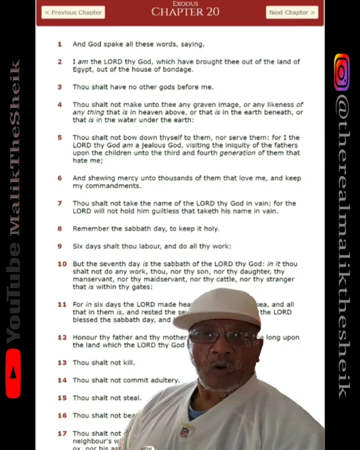 < Previous Chapter
EXODUS
CHAPTER 20
Next Chapter >
1 And God spake all these words, saying,
2 I am the LORD thy God, which have brought thee out of the land of
Egypt, out of the house of bondage.
3 Thou shalt have no other gods before me.
4 Thou shalt not make unto thee any graven image, or any likeness of
any thing that is in heaven above, or that is in the earth beneath, or
that is in the water under the earth:
5 Thou shalt not bow down thyself to them, nor serve them: for I the
LORD thy God am a jealous God, visiting the iniquity of the fathers
upon the children unto the third and fourth generation of them that
hate me;
6 And shewing mercy unto thousands of them that love me, and keep
my commandments.
7 Thou shalt not take the name of the LORD thy God in vain; for the
LORD will not hold him guiltless that taketh his name in vain.
8 Remember the sabbath day, to keep it holy.
9 Six days shalt thou labour, and do all thy work:
10 But the seventh day is the sabbath of the LORD thy God: in it thou
shalt not do any work, thou, nor thy son, nor thy daughter, thy
manservant, nor thy maidservant, nor thy cattle, nor thy stranger
that is within thy gates:
11 For in six days the LORD made hea sea, and all
that in them is, and rested the se the LORD
blessed the sabbath day, and
12 Honour thy father and thy mother long upon
the land which the LORD thy God
13 Thou shalt not kill.
14 Thou shalt not commit adultery.
15 Thou shalt not steal.
16 Thou shalt not bea
17 Thou shalt not
neighbour's w
ox, nor his ass
YouTube MalikTheSheik
@therealmalikthesheik